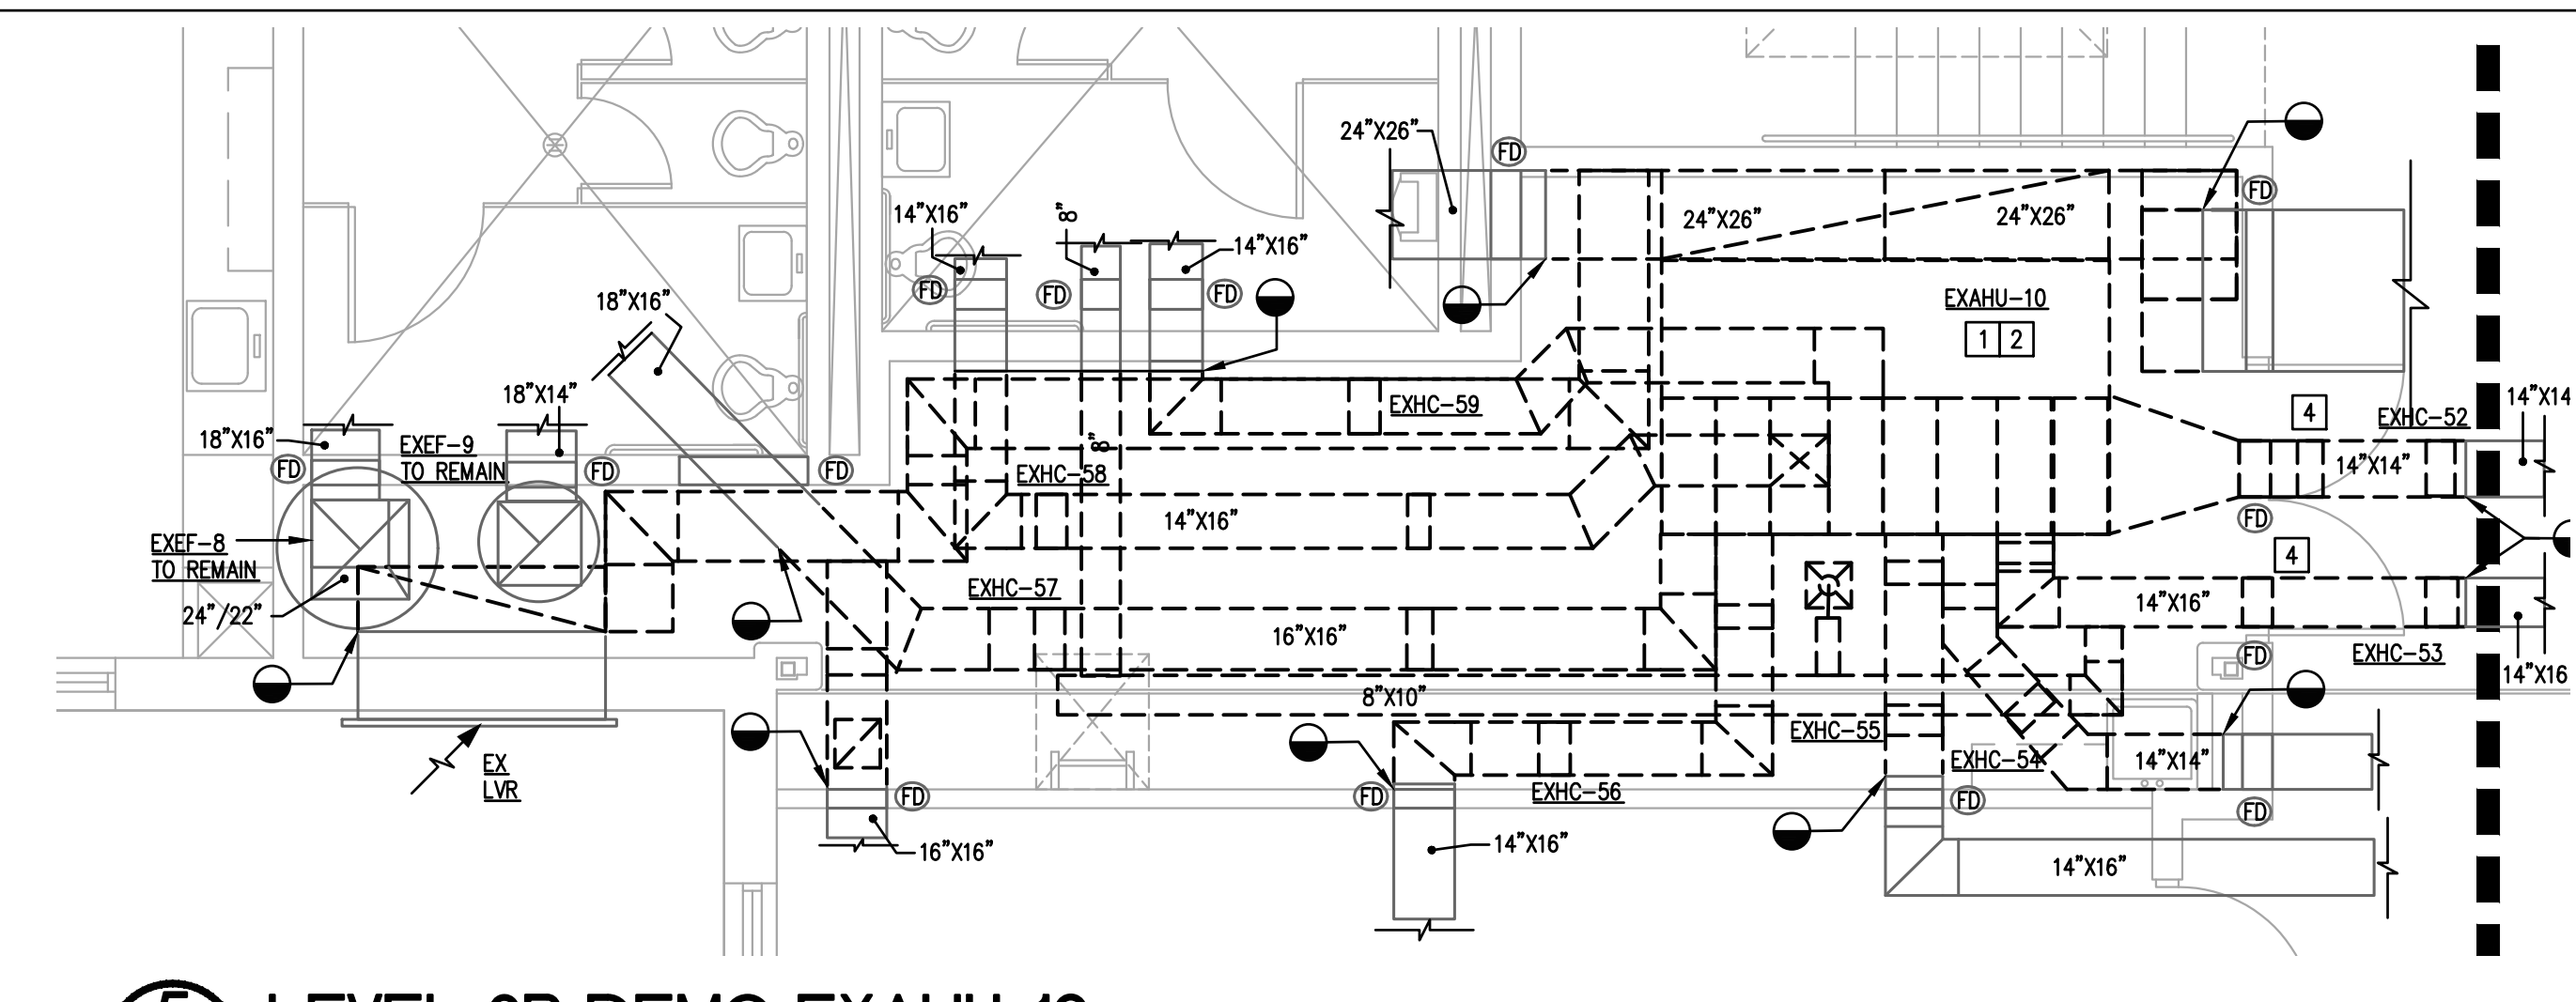 24"X26"
FD
FD
14"X16"
8"
14"X16"
24"X26"
24"X26"
FD
FD
FD
18"X16"
EXAHU-10
1 2
18"X14"
EXHC-59
4
EXHC-52
14"X14
18"X16"
EXEF-9
TO REMAIN
8"
FD
FD
FD
EXHC-58
14"X14"
14"X16"
FD
EXEF-8
TO REMAIN
4
24"/22"
EXHC-57
14"X16"
16"X16"
FD
EXHC-53
14"X16
8"X10"
EXHC-55
EX
LVR
EXHC-54
14"X14"
FD
FD
EXHC-56
FD
FD
16"X16"
14"X16"
14"X16"